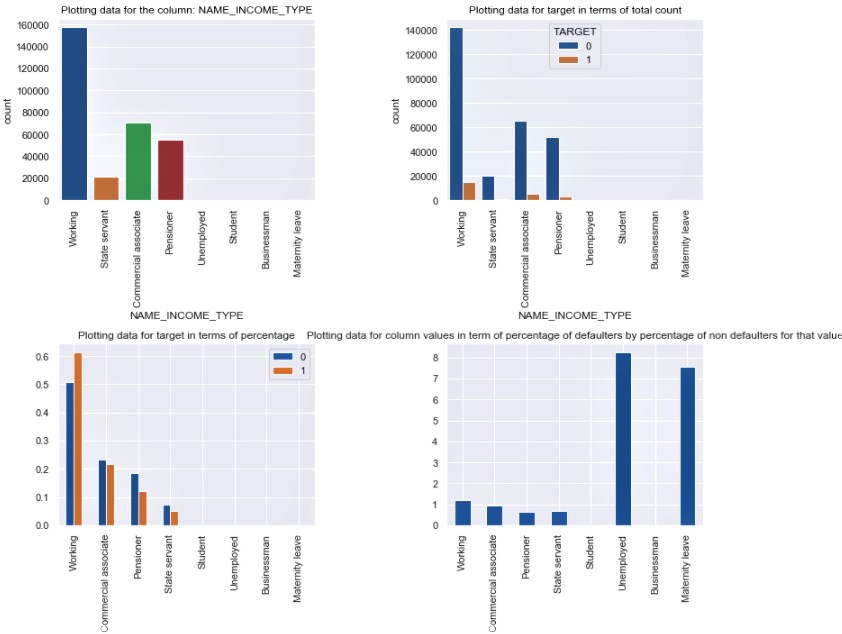 Plotting data for the column: NAME_INCOME_TYPE
160000
140000
120000
100000
80000
60000
40000
20000
0
count
Working
State servant
Commercial associate
Pensioner
Unemployed
Student
Businessman
Maternity leave
NAME_INCOME_TYPE
Plotting data for target in terms of total count
TARGET
0
1
140000
120000
100000
80000
60000
40000
20000
0
count
Working
State servant
Commercial associate
Pensioner
Unemployed
Student
Businessman
Maternity leave
NAME_INCOME_TYPE
Plotting data for target in terms of percentage
0
1
0.6
0.5
0.4
0.3
0.2
0.1
0.0
Working
Commercial associate
Pensioner
State servant
Student
Unemployed
Businessman
Maternity leave
Plotting data for column values in term of percentage of defaulters by percentage of non defaulters for that value
8
7
6
5
4
3
2
1
0
Working
Commercial associate
Pensioner
State servant
Student
Unemployed
Businessman
Maternity leave